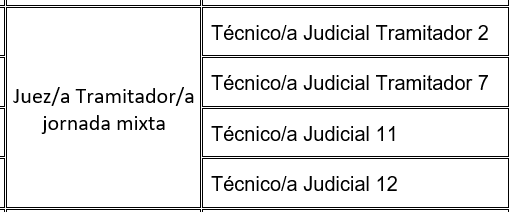 Técnico/a Judicial Tramitador 2
Técnico/a Judicial Tramitador 7
Juez/a Tramitador/a
jornada mixta
Técnico/a Judicial 11
Técnico/a Judicial 12